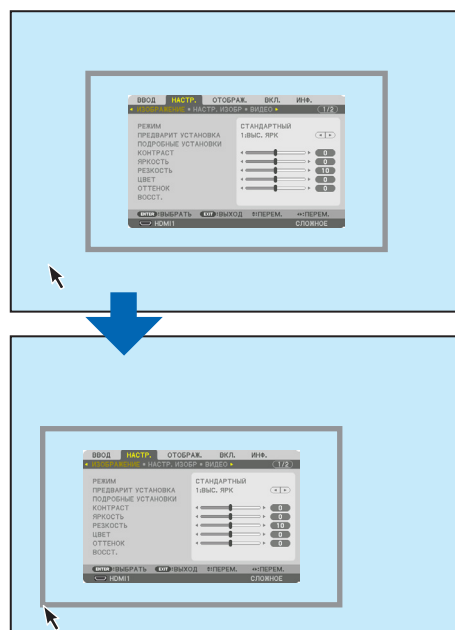 ВВОД НАСТР. ОТОБРАЖ. ВКЛ. ИНФ.
ИЗОБРАЖЕНИЕ • НАСТР. ИЗОБР • ВИДЕО (1/2)
РЕЖИМ СТАНДАРТНЫЙ
ПРЕДВАРИТ УСТАНОВКА 1:ВЫС. ЯРК
ПОДРОБНЫЕ УСТАНОВКИ
КОНТРАСТ 0
ЯРКОСТЬ 0
РЕЗКОСТЬ 10
ЦВЕТ 0
ОТТЕНОК 0
ВОССТ.
ENTER :ВЫБРАТЬ EXIT :ВЫХОД ↕:ПЕРЕМ. ↔:ПЕРЕМ.
HDMI1 СЛОЖНОЕ
ВВОД НАСТР. ОТОБРАЖ. ВКЛ. ИНФ.
ИЗОБРАЖЕНИЕ • НАСТР. ИЗОБР • ВИДЕО (1/2)
РЕЖИМ СТАНДАРТНЫЙ
ПРЕДВАРИТ УСТАНОВКА 1:ВЫС. ЯРК
ПОДРОБНЫЕ УСТАНОВКИ
КОНТРАСТ 0
ЯРКОСТЬ 0
РЕЗКОСТЬ 10
ЦВЕТ 0
ОТТЕНОК 0
ВОССТ.
ENTER :ВЫБРАТЬ EXIT :ВЫХОД ↕:ПЕРЕМ. ↔:ПЕРЕМ.
HDMI1 СЛОЖНОЕ